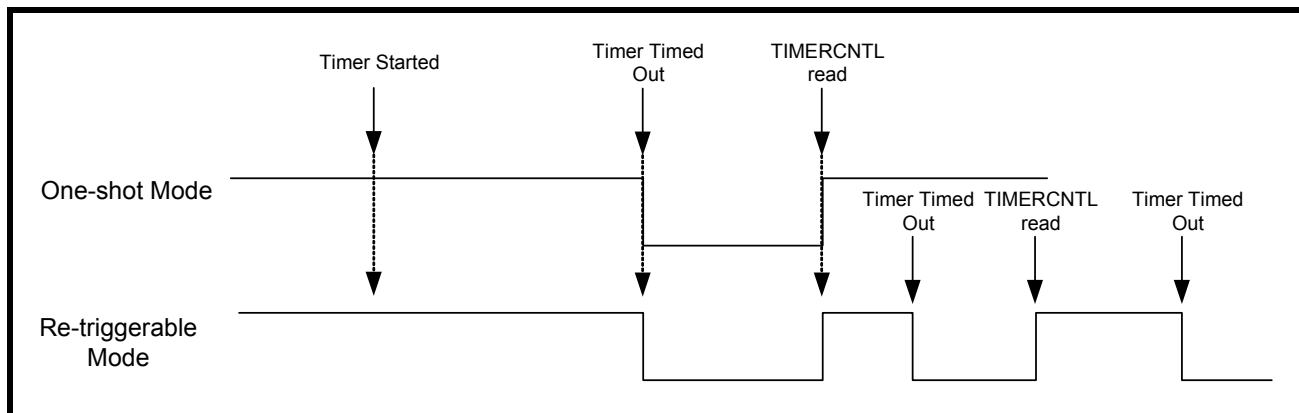 Timer Started
Timer Timed
Out
TIMERCNTL
read
One-shot Mode
Timer Timed
Out
TIMERCNTL
read
Timer Timed
Out
Re-triggerable
Mode